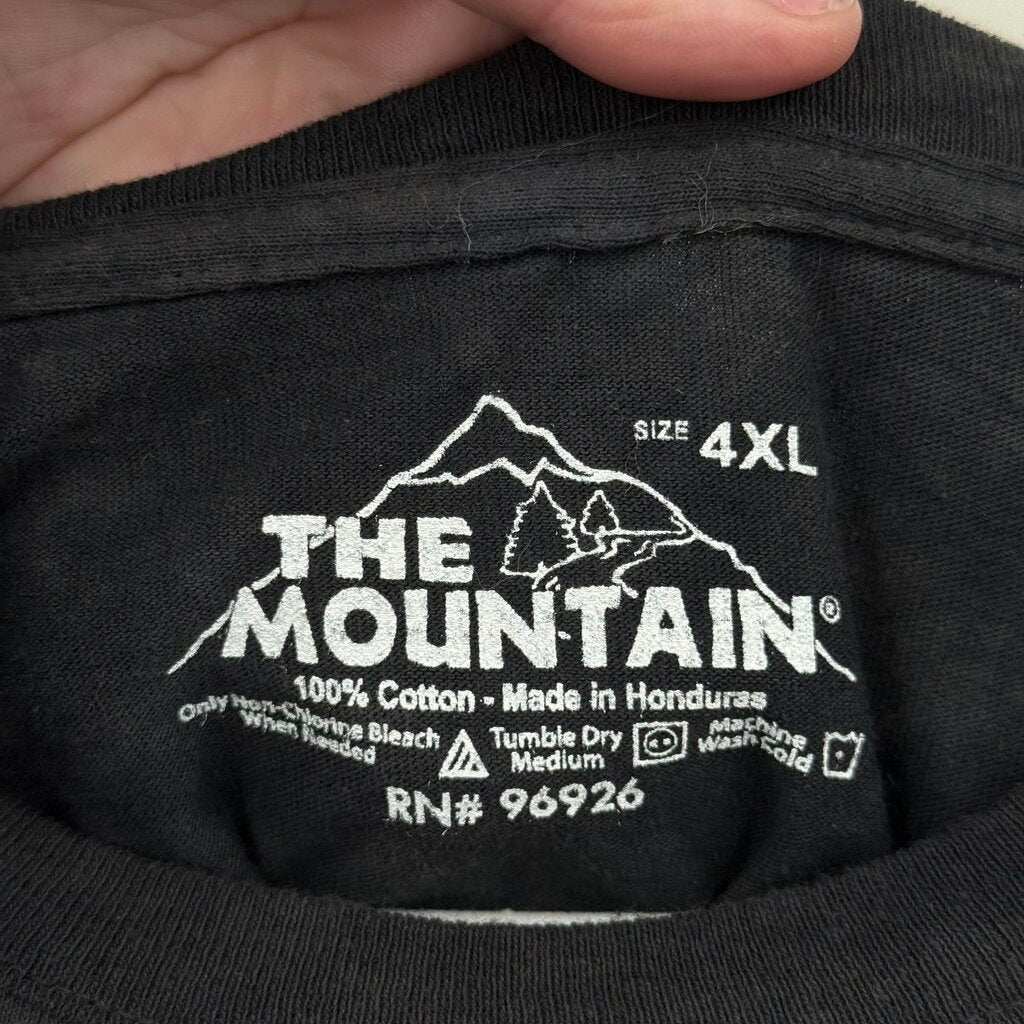 SIZE 4XL
THE
MOUNTAIN®
100% Cotton - Made in Honduras
Only Non-Chlorine Bleach
When Needed
Tumble Dry
Medium
Machine
Wash Cold
RN# 96926